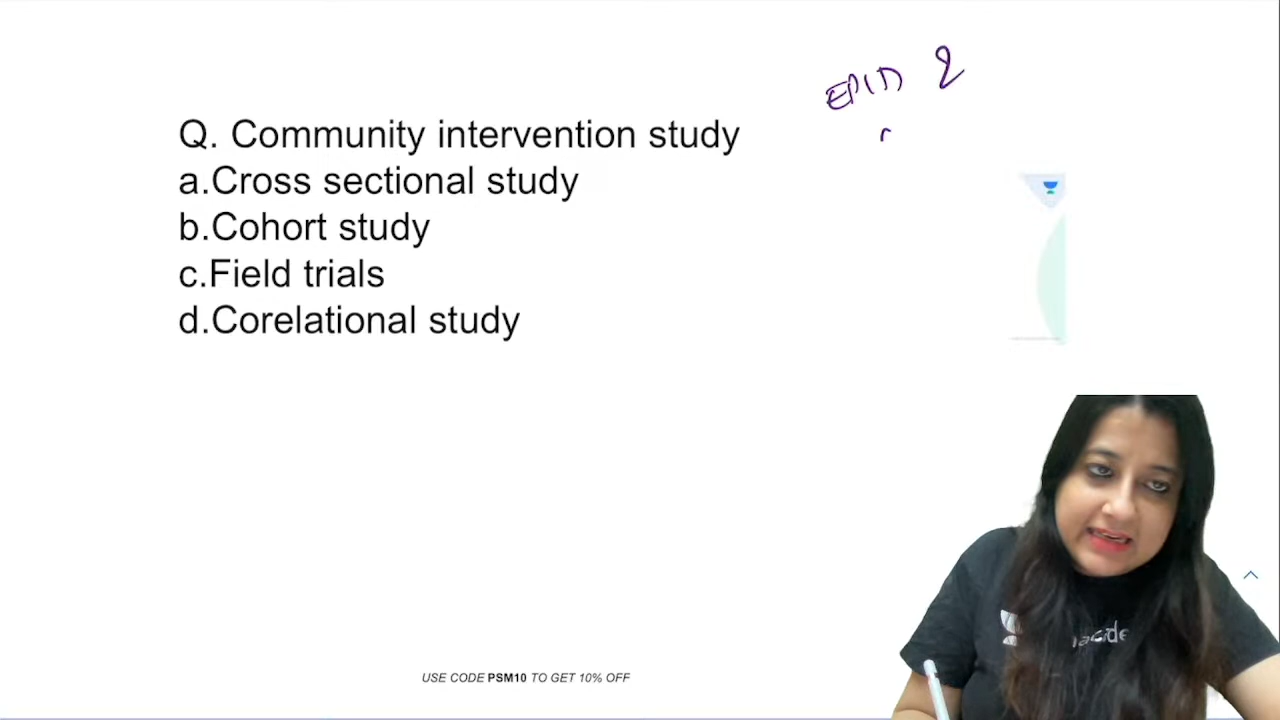 EPID 2
Q. Community intervention study
a.Cross sectional study
b.Cohort study
c.Field trials
d.Corelational study
USE CODE PSM10 TO GET 10% OFF